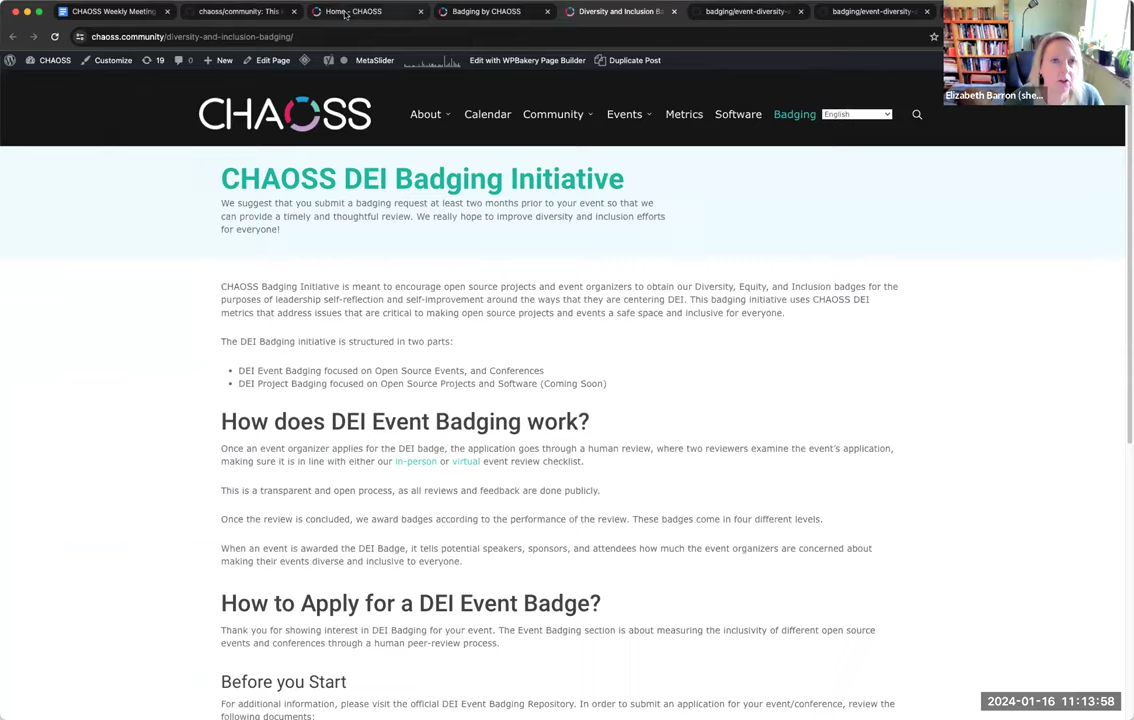 CHAOSS Weekly Meeting
chaoss/community: This
Home - CHAOSS
Badging by CHAOSS
Diversity and Inclusion Ba
badging/event-diversity-
badging/event-diversity-
chaoss.community/diversity-and-inclusion-badging/
CHAOSS Customize 19 0 New Edit Page MetaSlider Edit with WPBakery Page Builder Duplicate Post
Elizabeth Barron (she...
CHAOSS About Calendar Community Events Metrics Software Badging English
CHAOSS DEI Badging Initiative
We suggest that you submit a badging request at least two months prior to your event so that we
can provide a timely and thoughtful review. We really hope to improve diversity and inclusion efforts
for everyone!
CHAOSS Badging Initiative is meant to encourage open source projects and event organizers to obtain our Diversity, Equity, and Inclusion badges for the
purposes of leadership self-reflection and self-improvement around the ways that they are centering DEI. This badging initiative uses CHAOSS DEI
metrics that address issues that are critical to making open source projects and events a safe space and inclusive for everyone.
The DEI Badging initiative is structured in two parts:
• DEI Event Badging focused on Open Source Events, and Conferences
• DEI Project Badging focused on Open Source Projects and Software (Coming Soon)
How does DEI Event Badging work?
Once an event organizer applies for the DEI badge, the application goes through a human review, where two reviewers examine the event's application,
making sure it is in line with either our in-person or virtual event review checklist.
This is a transparent and open process, as all reviews and feedback are done publicly.
Once the review is concluded, we award badges according to the performance of the review. These badges come in four different levels.
When an event is awarded the DEI Badge, it tells potential speakers, sponsors, and attendees how much the event organizers are concerned about
making their events diverse and inclusive to everyone.
How to Apply for a DEI Event Badge?
Thank you for showing interest in DEI Badging for your event. The Event Badging section is about measuring the inclusivity of different open source
events and conferences through a human peer-review process.
Before you Start
For additional information, please visit the official DEI Event Badging Repository. In order to submit an application for your event/conference, review the
following documents:
2024-01-16 11:13:58